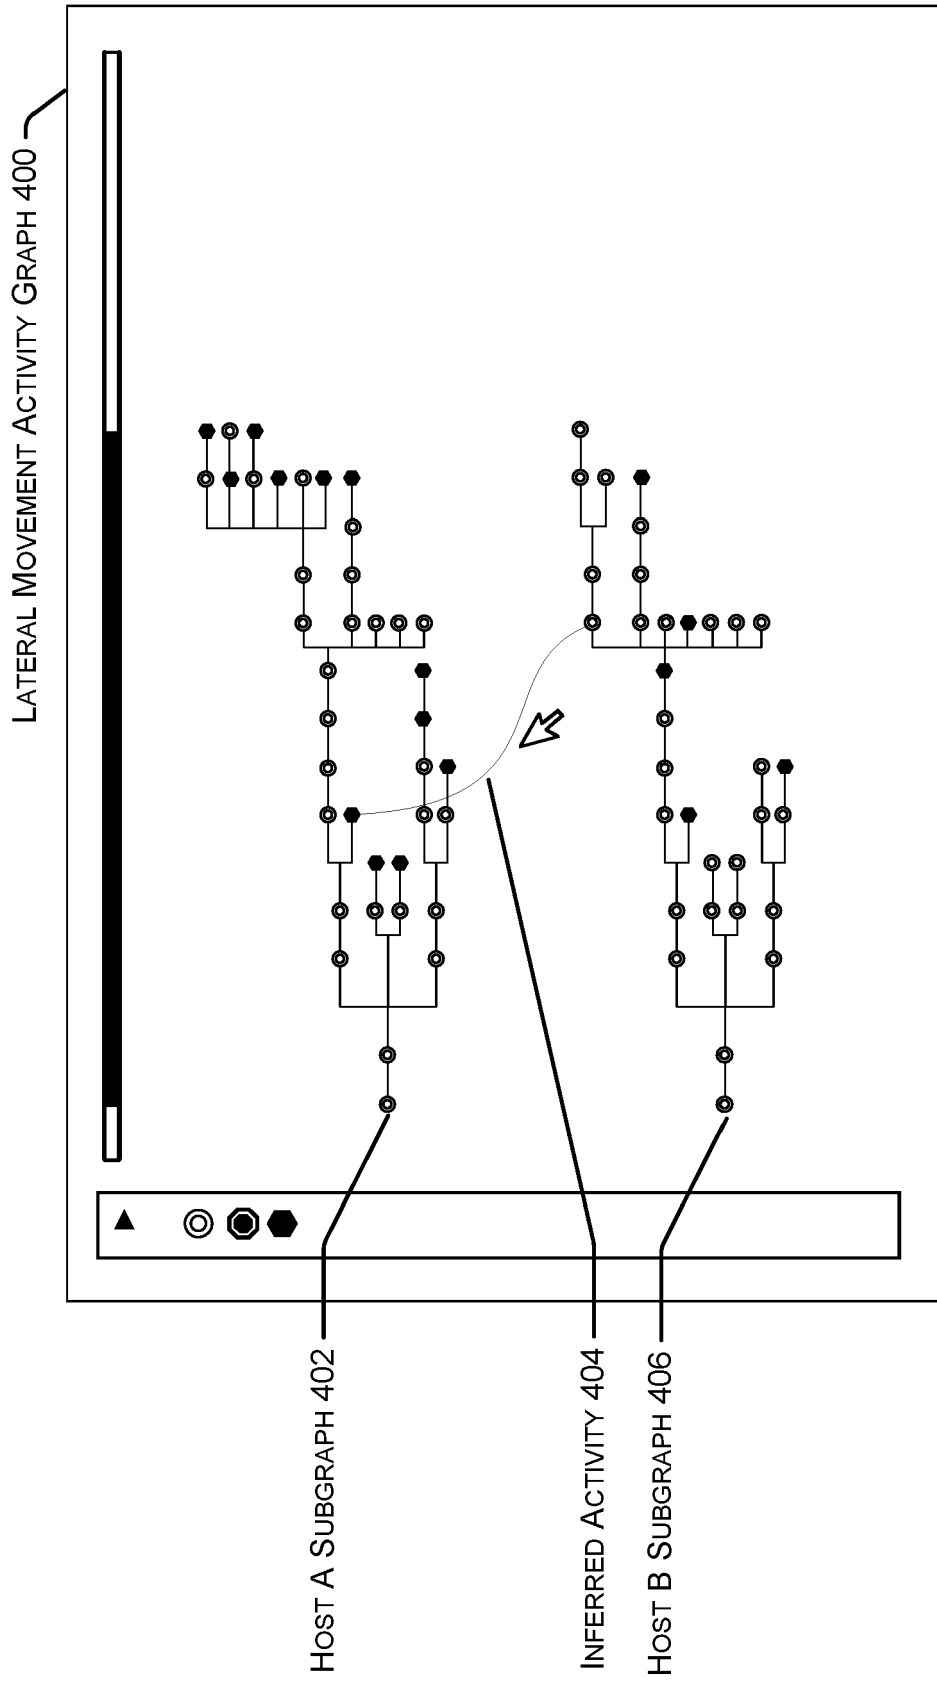 LATERAL MOVEMENT ACTIVITY GRAPH 400
HOST A SUBGRAPH 402
INFERRED ACTIVITY 404
HOST B SUBGRAPH 406